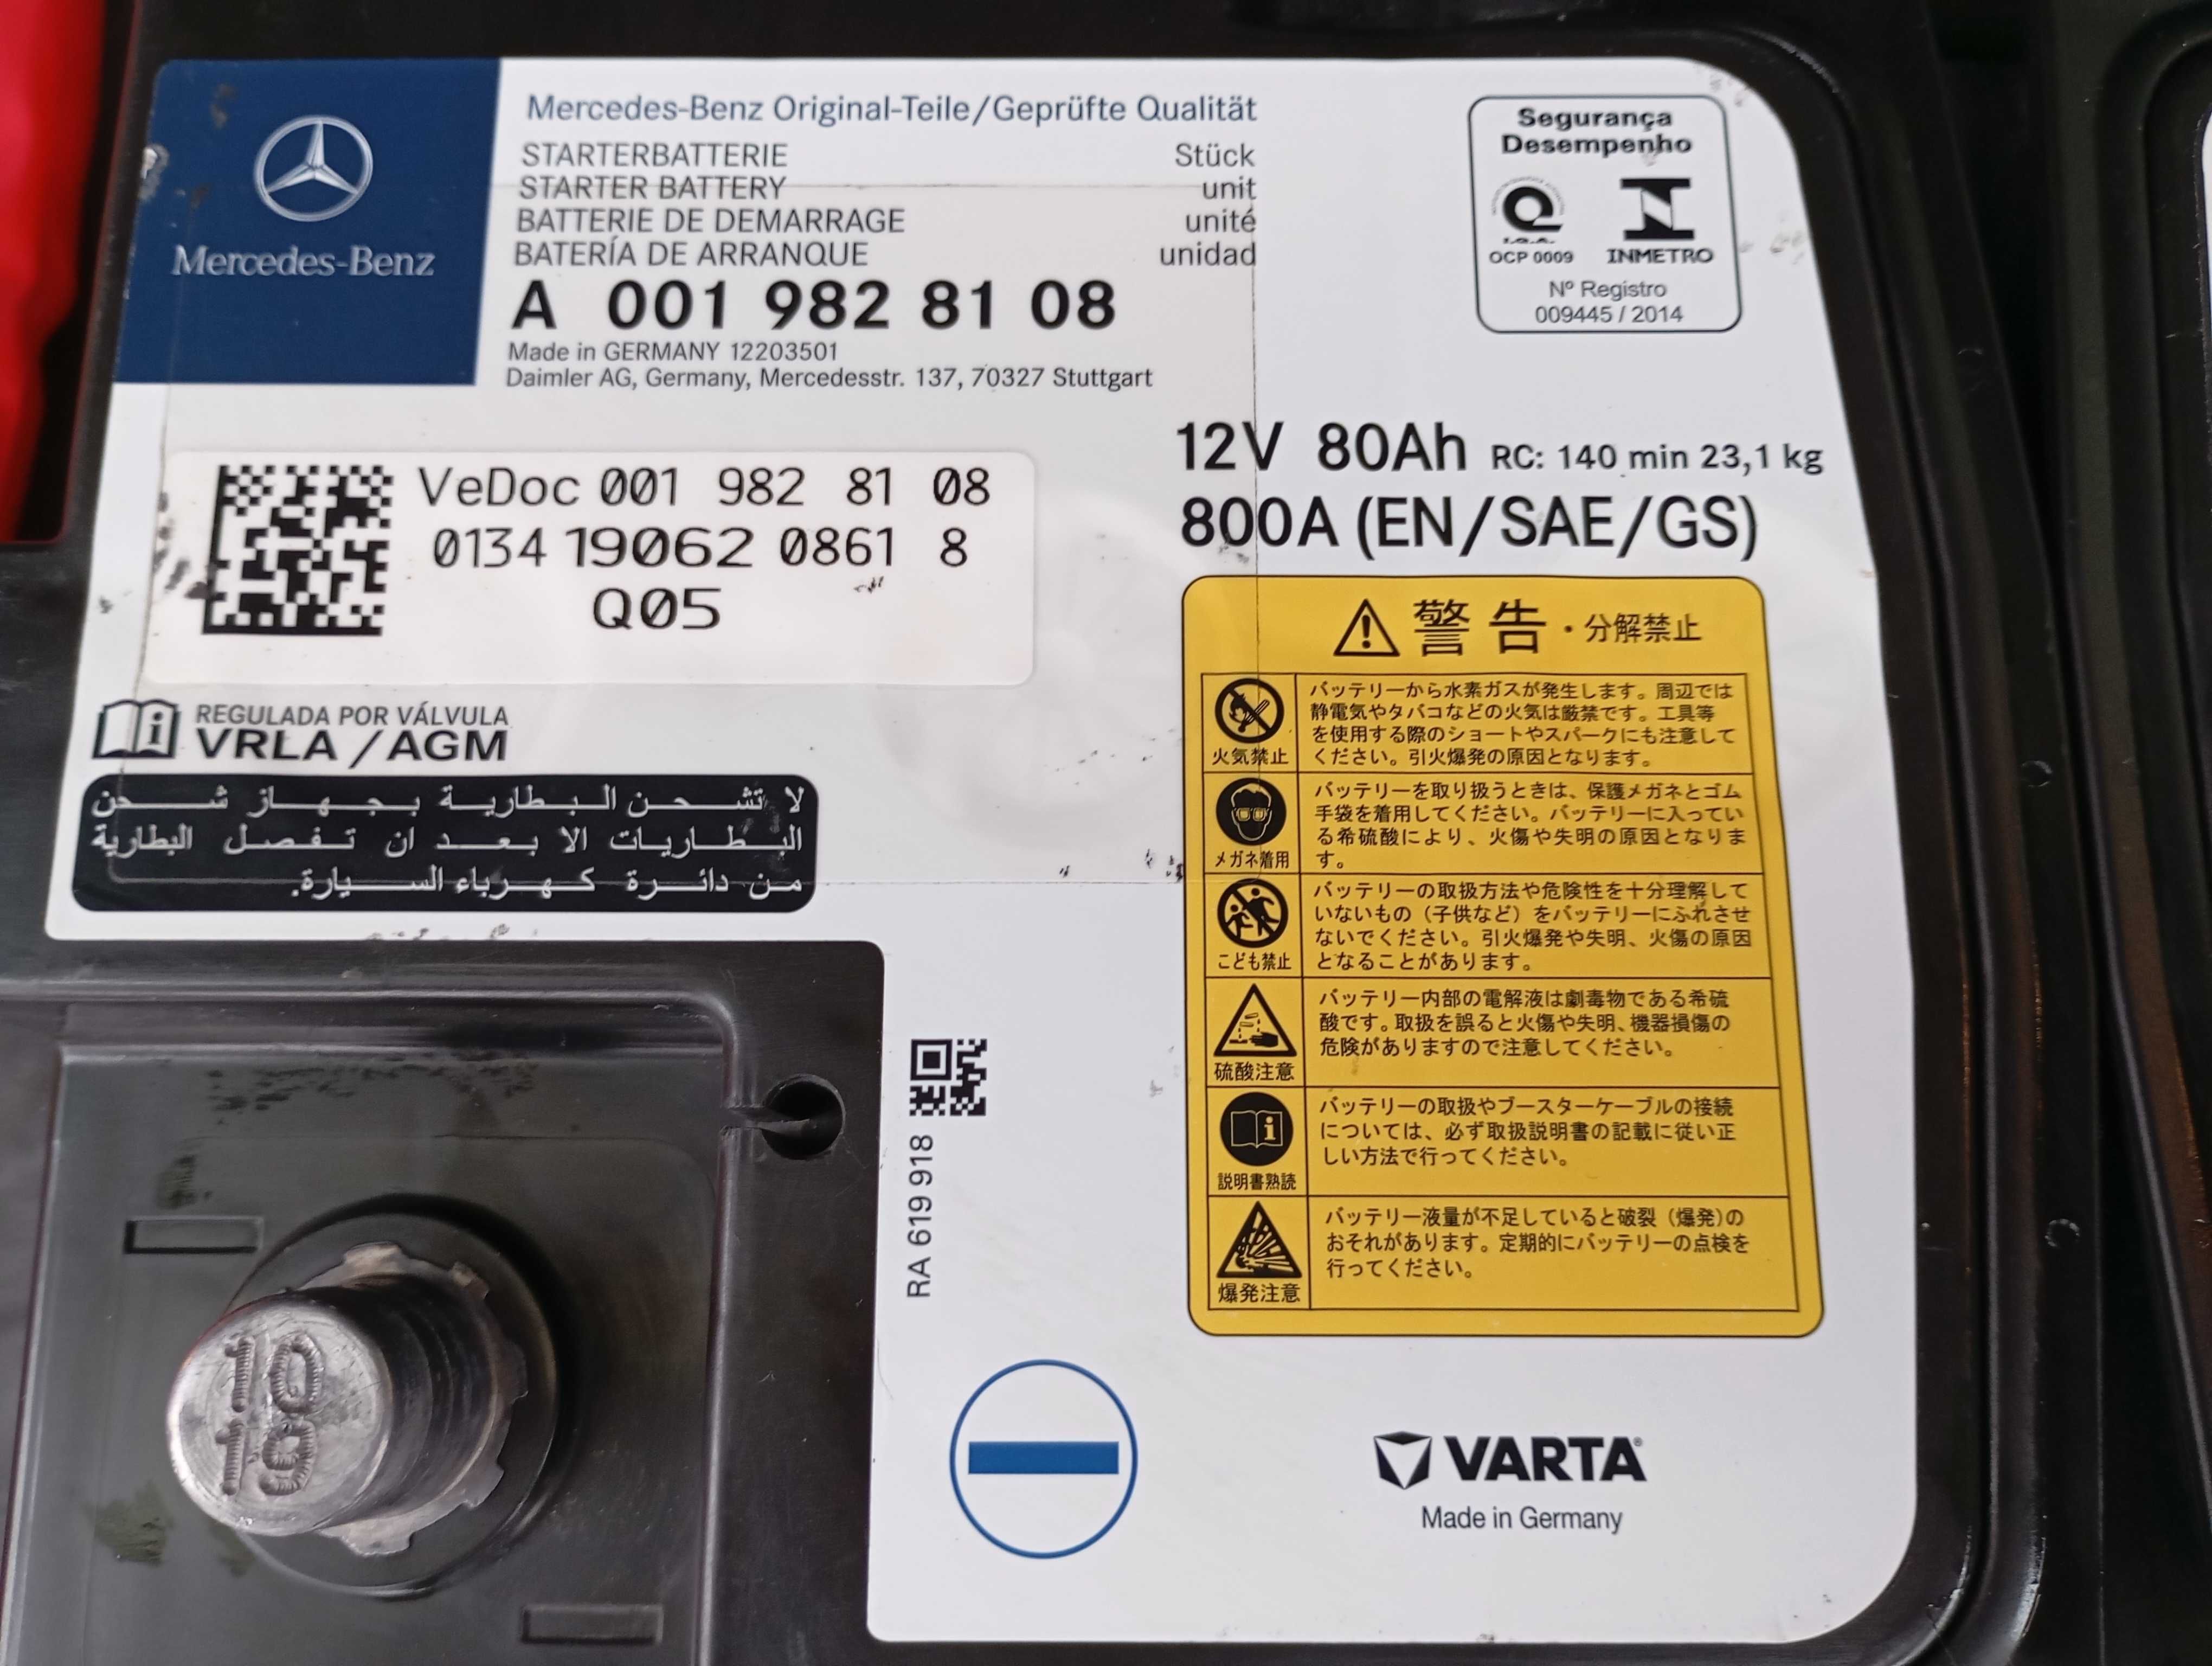 Mercedes-Benz
Mercedes-Benz Original-Teile/Geprüfte Qualität
STARTERBATTERIE Stück
STARTER BATTERY unit
BATTERIE DE DEMARRAGE unité
BATERÍA DE ARRANQUE unidad
A 001 982 81 08
Made in GERMANY 12203501
Daimler AG, Germany, Mercedesstr. 137, 70327 Stuttgart
Segurança
Desempenho
OCP 0009 INMETRO
Nº Registro
009445 / 2014
12V 80Ah RC: 140 min 23,1 kg
800A (EN/SAE/GS)
VeDoc 001 982 81 08
0134 19062 0861 8
Q05
REGULADA POR VÁLVULA
VRLA / AGM
لا تشحن البطارية بجهاز شحن
البطاريات الا بعد ان تفصل البطارية
من دائرة كهرباء السيارة.
警告・分解禁止
火気禁止
バッテリーから水素ガスが発生します。周辺では
静電気やタバコなどの火気は厳禁です。工具等
を使用する際のショートやスパークにも注意して
ください。引火爆発の原因となります。
メガネ着用
バッテリーを取り扱うときは、保護メガネとゴム
手袋を着用してください。バッテリーに入ってい
る希硫酸により、火傷や失明の原因となりま
す。
こども禁止
バッテリーの取扱方法や危険性を十分理解して
いないもの（子供など）をバッテリーにふれさせ
ないでください。引火爆発や失明、火傷の原因
となることがあります。
硫酸注意
バッテリー内部の電解液は劇毒物である希硫
酸です。取扱を誤ると火傷や失明、機器損傷の
危険がありますので注意してください。
説明書熟読
バッテリーの取扱やブースターケーブルの接続
については、必ず取扱説明書の記載に従い正
しい方法で行ってください。
爆発注意
バッテリー液量が不足していると破裂（爆発）の
おそれがあります。定期的にバッテリーの点検を
行ってください。
RA 619 918
10
19
VARTA®
Made in Germany